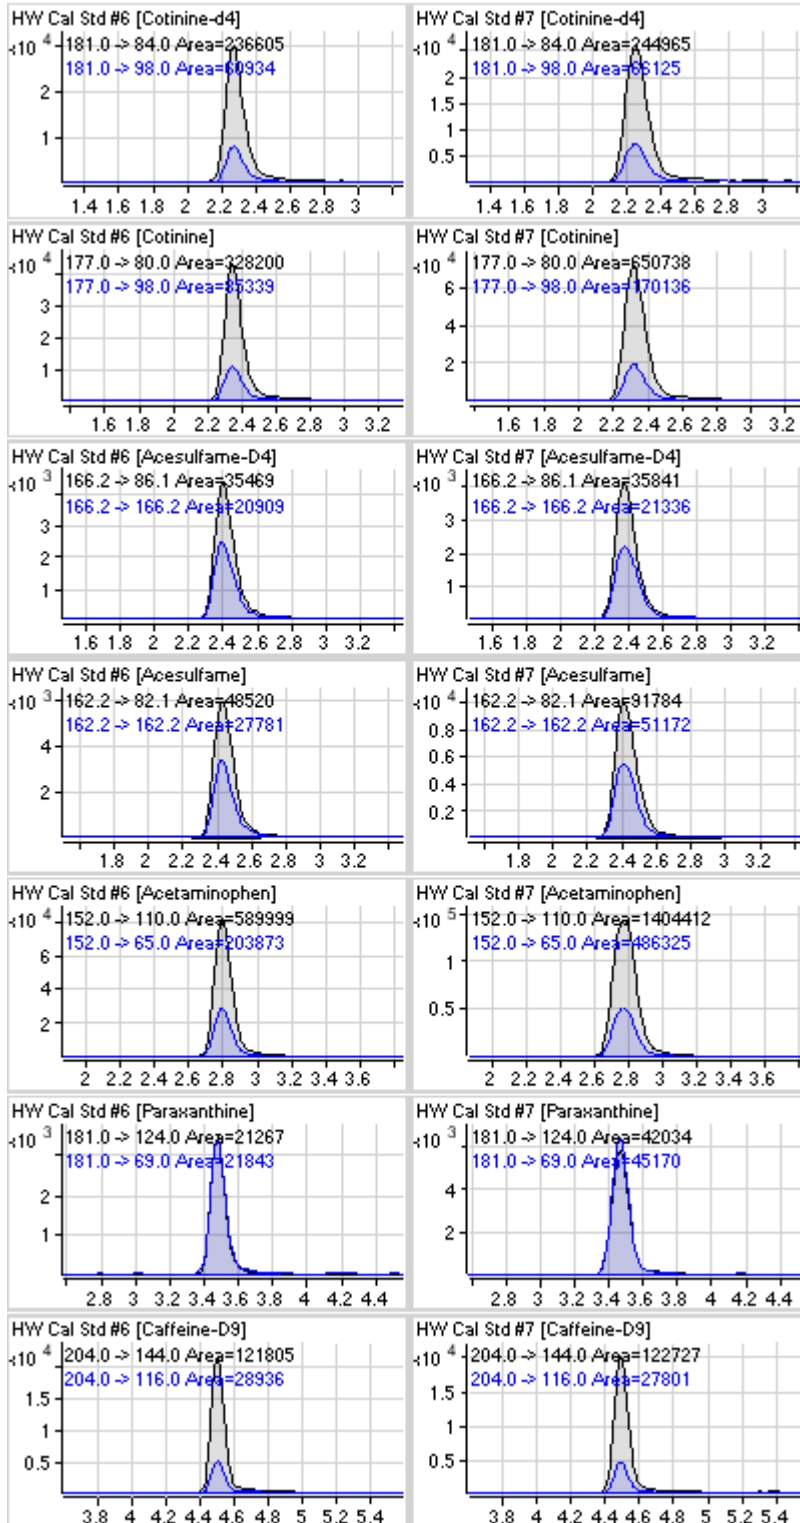 HW Cal Std #6 [Cotinine-d4]
x10 4
181.0 -> 84.0 Area=236605
181.0 -> 98.0 Area=60934
2
1
1.4 1.6 1.8 2 2.2 2.4 2.6 2.8 3
HW Cal Std #7 [Cotinine-d4]
x10 4
181.0 -> 84.0 Area=244965
181.0 -> 98.0 Area=66125
2
1.5
1
0.5
1.4 1.6 1.8 2 2.2 2.4 2.6 2.8 3
HW Cal Std #6 [Cotinine]
x10 4
177.0 -> 80.0 Area=328200
177.0 -> 98.0 Area=85339
3
2
1
1.6 1.8 2 2.2 2.4 2.6 2.8 3 3.2
HW Cal Std #7 [Cotinine]
x10 4
177.0 -> 80.0 Area=650738
177.0 -> 98.0 Area=170136
6
4
2
1.6 1.8 2 2.2 2.4 2.6 2.8 3 3.2
HW Cal Std #6 [Acesulfame-D4]
x10 3
166.2 -> 86.1 Area=35469
166.2 -> 166.2 Area=20909
3
2
1
1.6 1.8 2 2.2 2.4 2.6 2.8 3 3.2
HW Cal Std #7 [Acesulfame-D4]
x10 3
166.2 -> 86.1 Area=35841
166.2 -> 166.2 Area=21336
3
2
1
1.6 1.8 2 2.2 2.4 2.6 2.8 3 3.2
HW Cal Std #6 [Acesulfame]
x10 3
162.2 -> 82.1 Area=48520
162.2 -> 162.2 Area=27781
4
2
1.8 2 2.2 2.4 2.6 2.8 3 3.2
HW Cal Std #7 [Acesulfame]
x10 4
162.2 -> 82.1 Area=91784
162.2 -> 162.2 Area=51172
0.8
0.6
0.4
0.2
1.8 2 2.2 2.4 2.6 2.8 3 3.2
HW Cal Std #6 [Acetaminophen]
x10 4
152.0 -> 110.0 Area=589999
152.0 -> 65.0 Area=203873
6
4
2
2 2.2 2.4 2.6 2.8 3 3.2 3.4 3.6
HW Cal Std #7 [Acetaminophen]
x10 5
152.0 -> 110.0 Area=1404412
152.0 -> 65.0 Area=486325
1
0.5
2 2.2 2.4 2.6 2.8 3 3.2 3.4 3.6
HW Cal Std #6 [Paraxanthine]
x10 3
181.0 -> 124.0 Area=21267
181.0 -> 69.0 Area=21843
2
1
2.8 3 3.2 3.4 3.6 3.8 4 4.2 4.4
HW Cal Std #7 [Paraxanthine]
x10 3
181.0 -> 124.0 Area=42034
181.0 -> 69.0 Area=45170
4
2
2.8 3 3.2 3.4 3.6 3.8 4 4.2 4.4
HW Cal Std #6 [Caffeine-D9]
x10 4
204.0 -> 144.0 Area=121805
204.0 -> 116.0 Area=28936
1.5
1
0.5
3.8 4 4.2 4.4 4.6 4.8 5 5.2 5.4
HW Cal Std #7 [Caffeine-D9]
x10 4
204.0 -> 144.0 Area=122727
204.0 -> 116.0 Area=27801
1.5
1
0.5
3.8 4 4.2 4.4 4.6 4.8 5 5.2 5.4